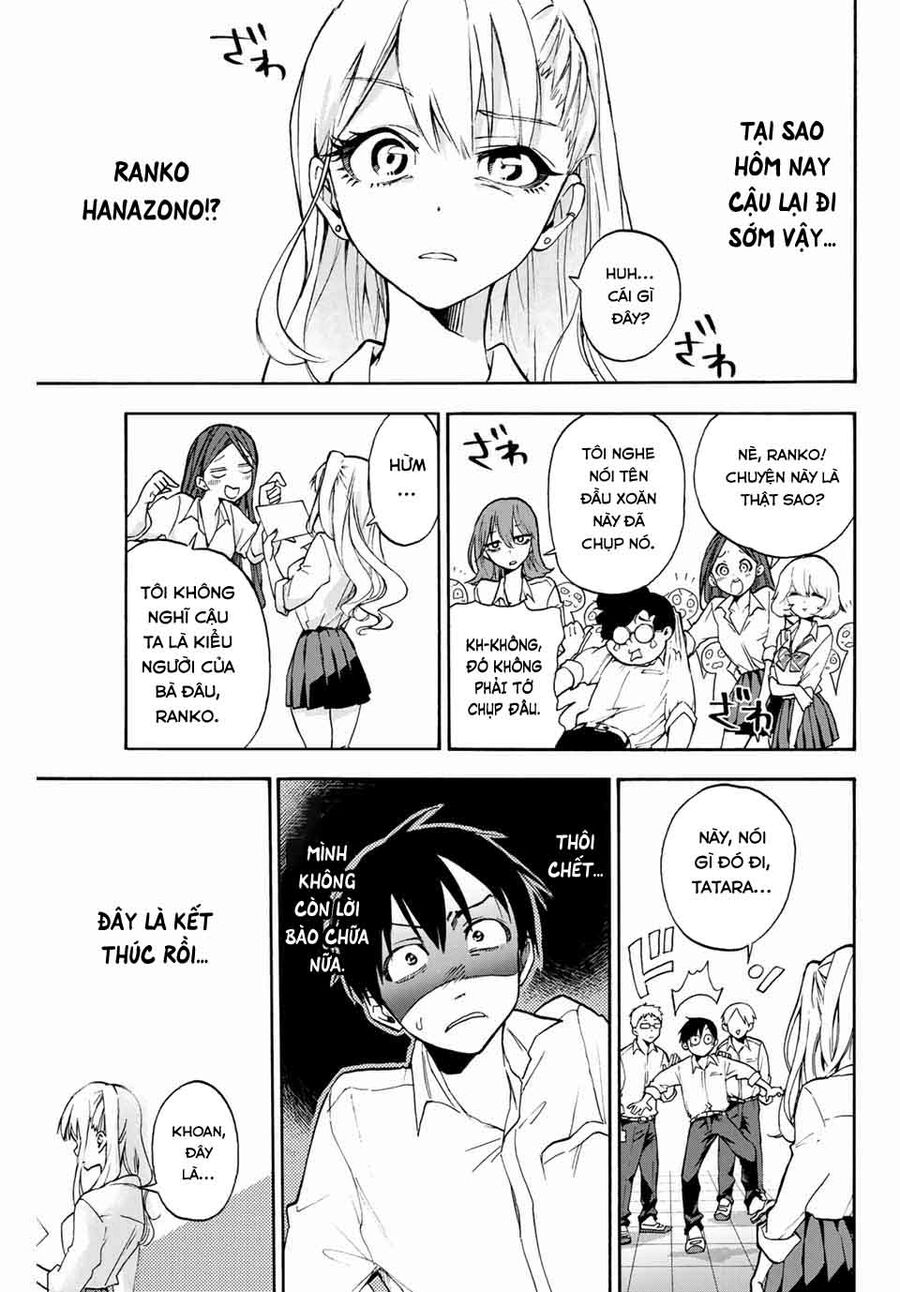 ざわ
TẠI SAO
HÔM NAY
CẬU LẠI ĐI
SỚM VẬY...
RANKO
HANAZONO!?
HUH...
CÁI GÌ
ĐÂY?
ざわ
NÈ, RANKO!
CHUYỆN NÀY LÀ
THẬT SAO?
TÔI NGHE
NÓI TÊN
ĐẦU XOĂN
NÀY ĐÃ
CHỤP NÓ.
ざわ
KH-KHÔNG,
ĐÓ KHÔNG
PHẢI TỚ
CHỤP ĐÂU.
ざわ
HỪM
...
TÔI KHÔNG
NGHĨ CẬU
TA LÀ KIỂU
NGƯỜI CỦA
BÀ ĐÂU,
RANKO.
NÀY, NÓI
GÌ ĐÓ ĐI,
TATARA...
ドン
THÔI
CHẾT...
MÌNH
KHÔNG
CÒN LỜI
BÀO CHỮA
NỮA.
ĐÂY LÀ KẾT
THÚC RỒI...
KHOAN,
ĐÂY
LÀ...